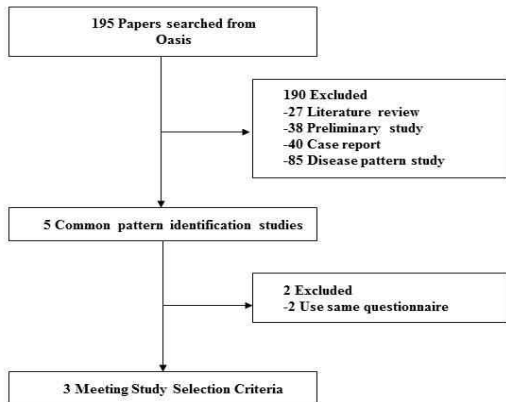 195 Papers searched from
Oasis
190 Excluded
-27 Literature review
-38 Preliminary study
-40 Case report
-85 Disease pattern study
5 Common pattern identification studies
2 Excluded
-2 Use same questionnaire
3 Meeting Study Selection Criteria